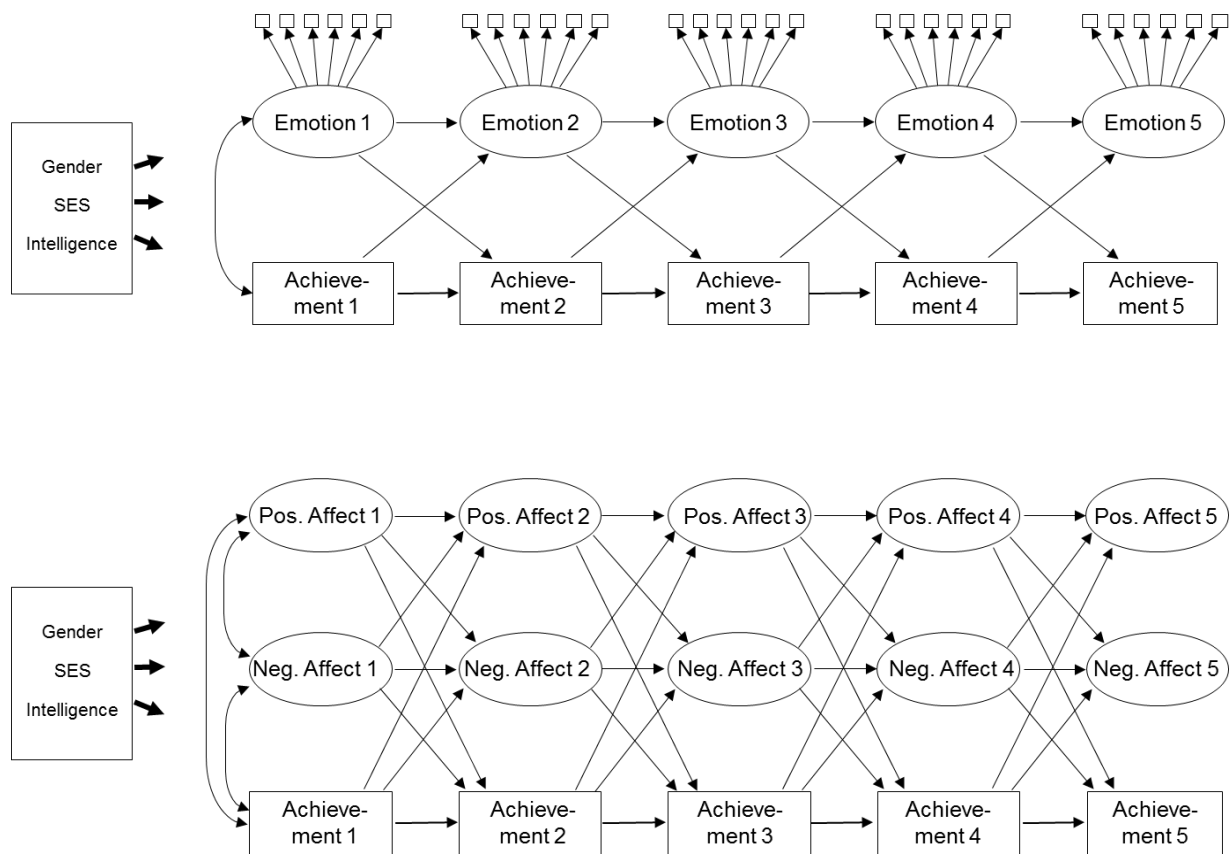 Emotion 1
Emotion 2
Emotion 3
Emotion 4
Emotion 5
Gender
SES
Intelligence
Achieve-
ment 1
Achieve-
ment 2
Achieve-
ment 3
Achieve-
ment 4
Achieve-
ment 5
Pos. Affect 1
Pos. Affect 2
Pos. Affect 3
Pos. Affect 4
Pos. Affect 5
Gender
SES
Intelligence
Neg. Affect 1
Neg. Affect 2
Neg. Affect 3
Neg. Affect 4
Neg. Affect 5
Achieve-
ment 1
Achieve-
ment 2
Achieve-
ment 3
Achieve-
ment 4
Achieve-
ment 5